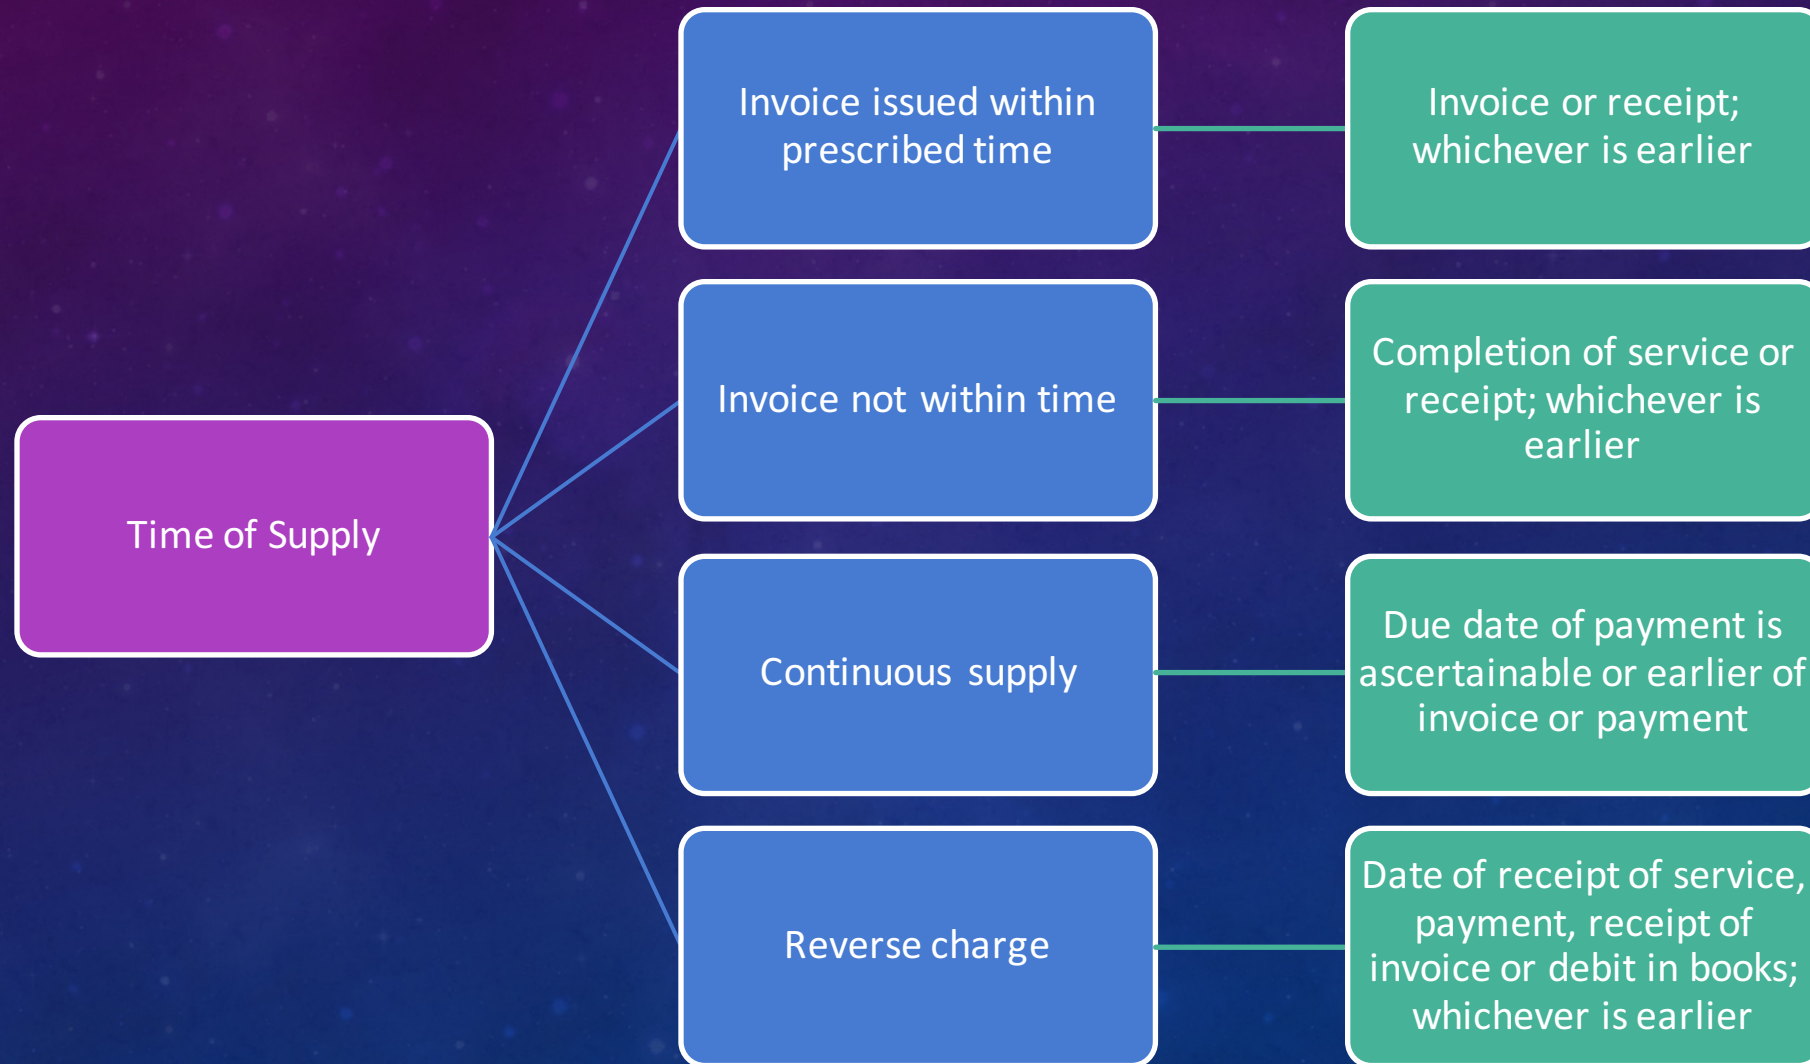 Invoice issued within
prescribed time
Invoice or receipt;
whichever is earlier
Invoice not within time
Completion of service or
receipt; whichever is
earlier
Time of Supply
Continuous supply
Due date of payment is
ascertainable or earlier of
invoice or payment
Reverse charge
Date of receipt of service,
payment, receipt of
invoice or debit in books;
whichever is earlier